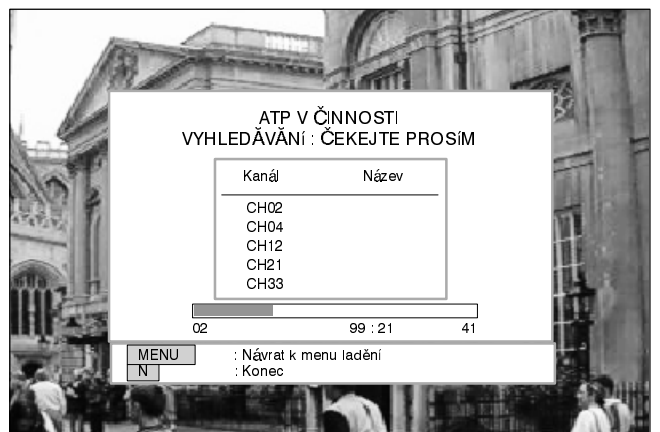 ATP V ČINNOSTI
VYHLEDĂVĂNí : ČEKEJTE PROSíM
Kanál Název
CH02
CH04
CH12
CH21
CH33
02 99 : 21 41
MENU : Návrat k menu ladění
N : Konec